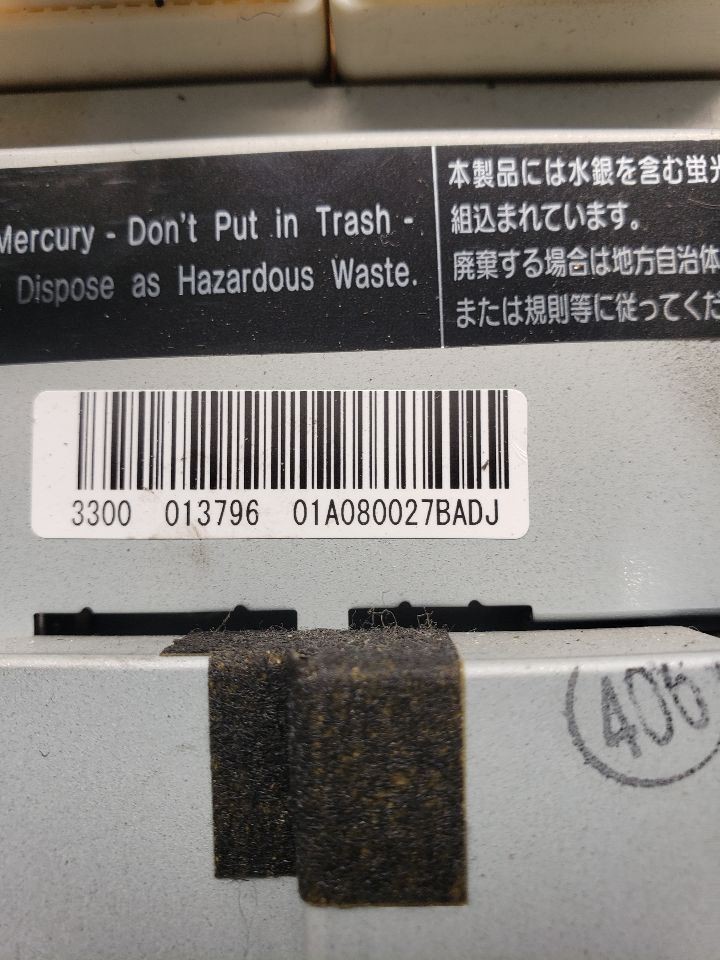 Mercury - Don't Put in Trash -
Dispose as Hazardous Waste.
本製品には水銀を含む蛍光
組込まれています。
廃棄する場合は地方自治体
または規則等に従ってくだ
3300 013796 01A080027BADJ
406